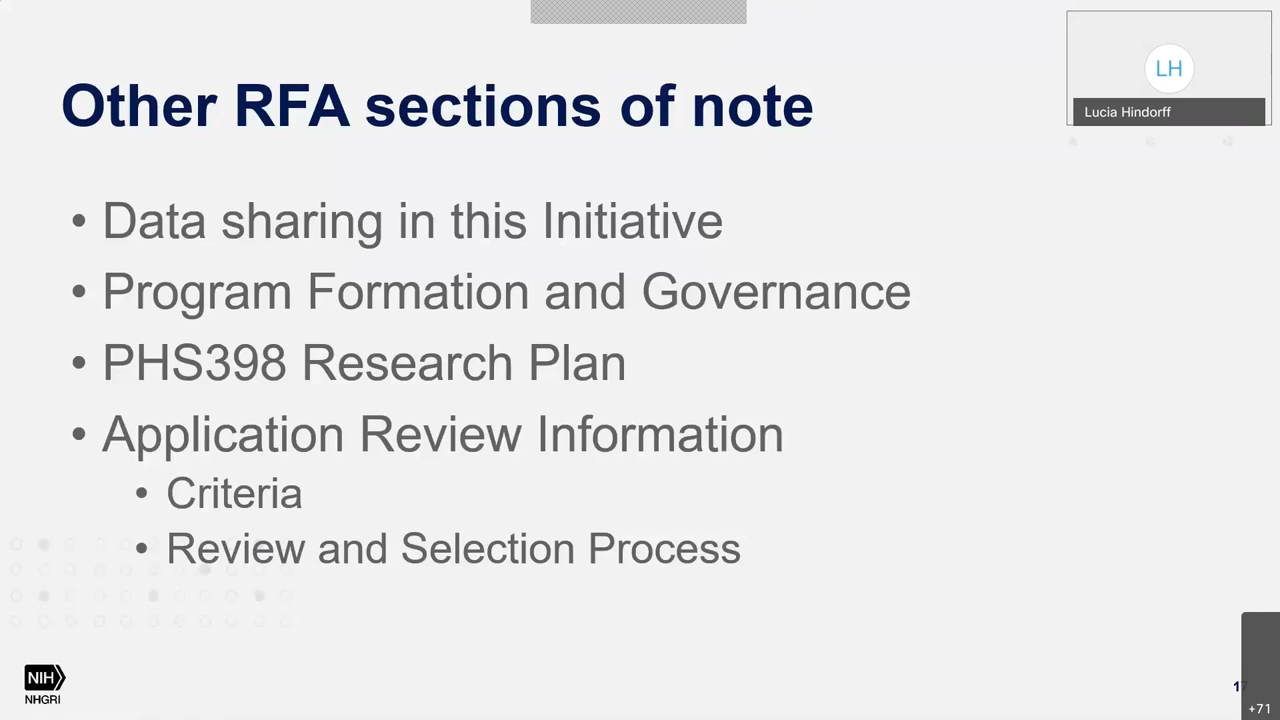 Other RFA sections of note
LH
Lucia Hindorff
• Data sharing in this Initiative
• Program Formation and Governance
• PHS398 Research Plan
• Application Review Information
• Criteria
• Review and Selection Process
NIH
NHGRI
+71